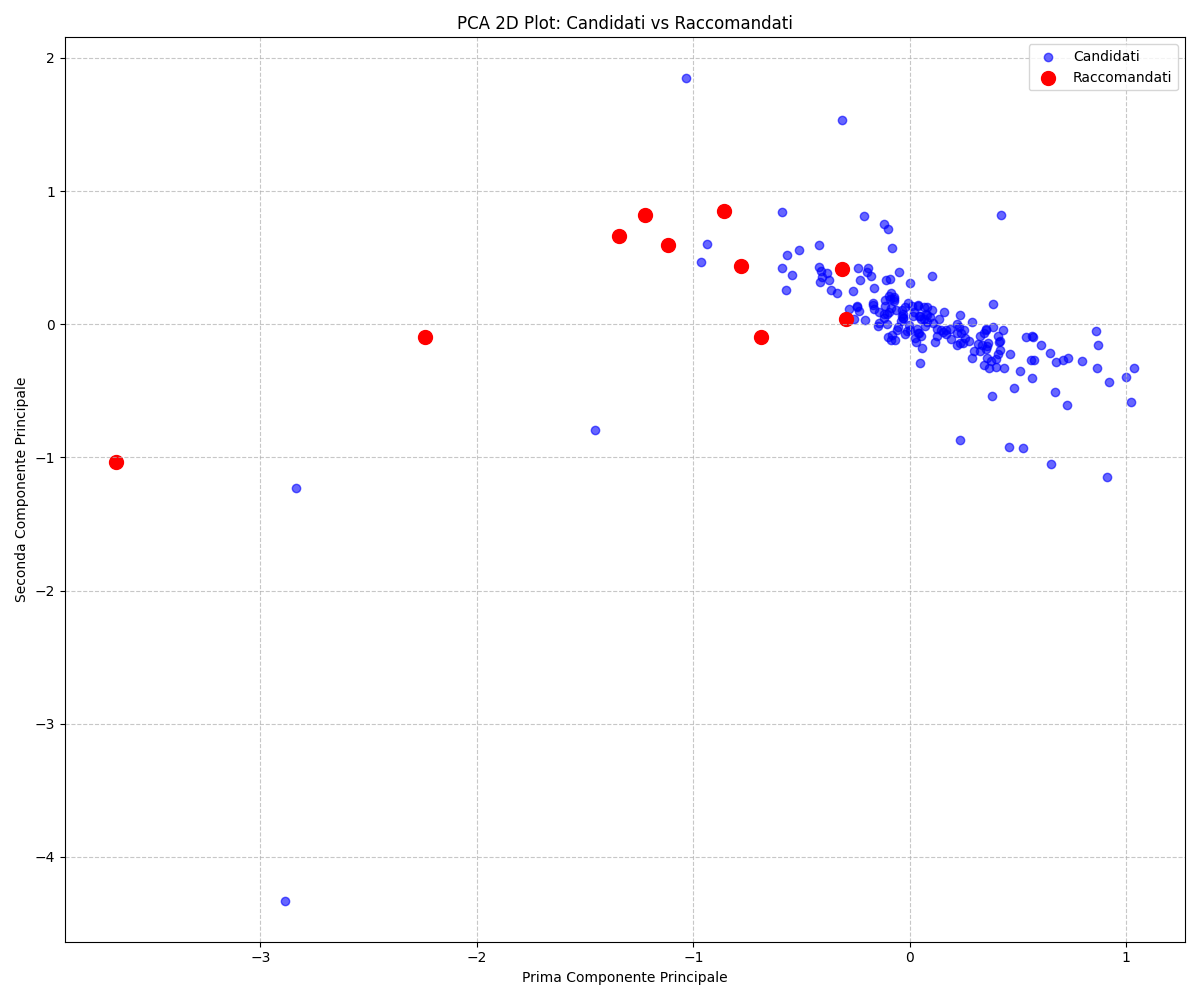 PCA 2D Plot: Candidati vs Raccomandati
Candidati
Raccomandati
2
1
0
−1
−2
−3
−4
Seconda Componente Principale
−3
−2
−1
0
1
Prima Componente Principale